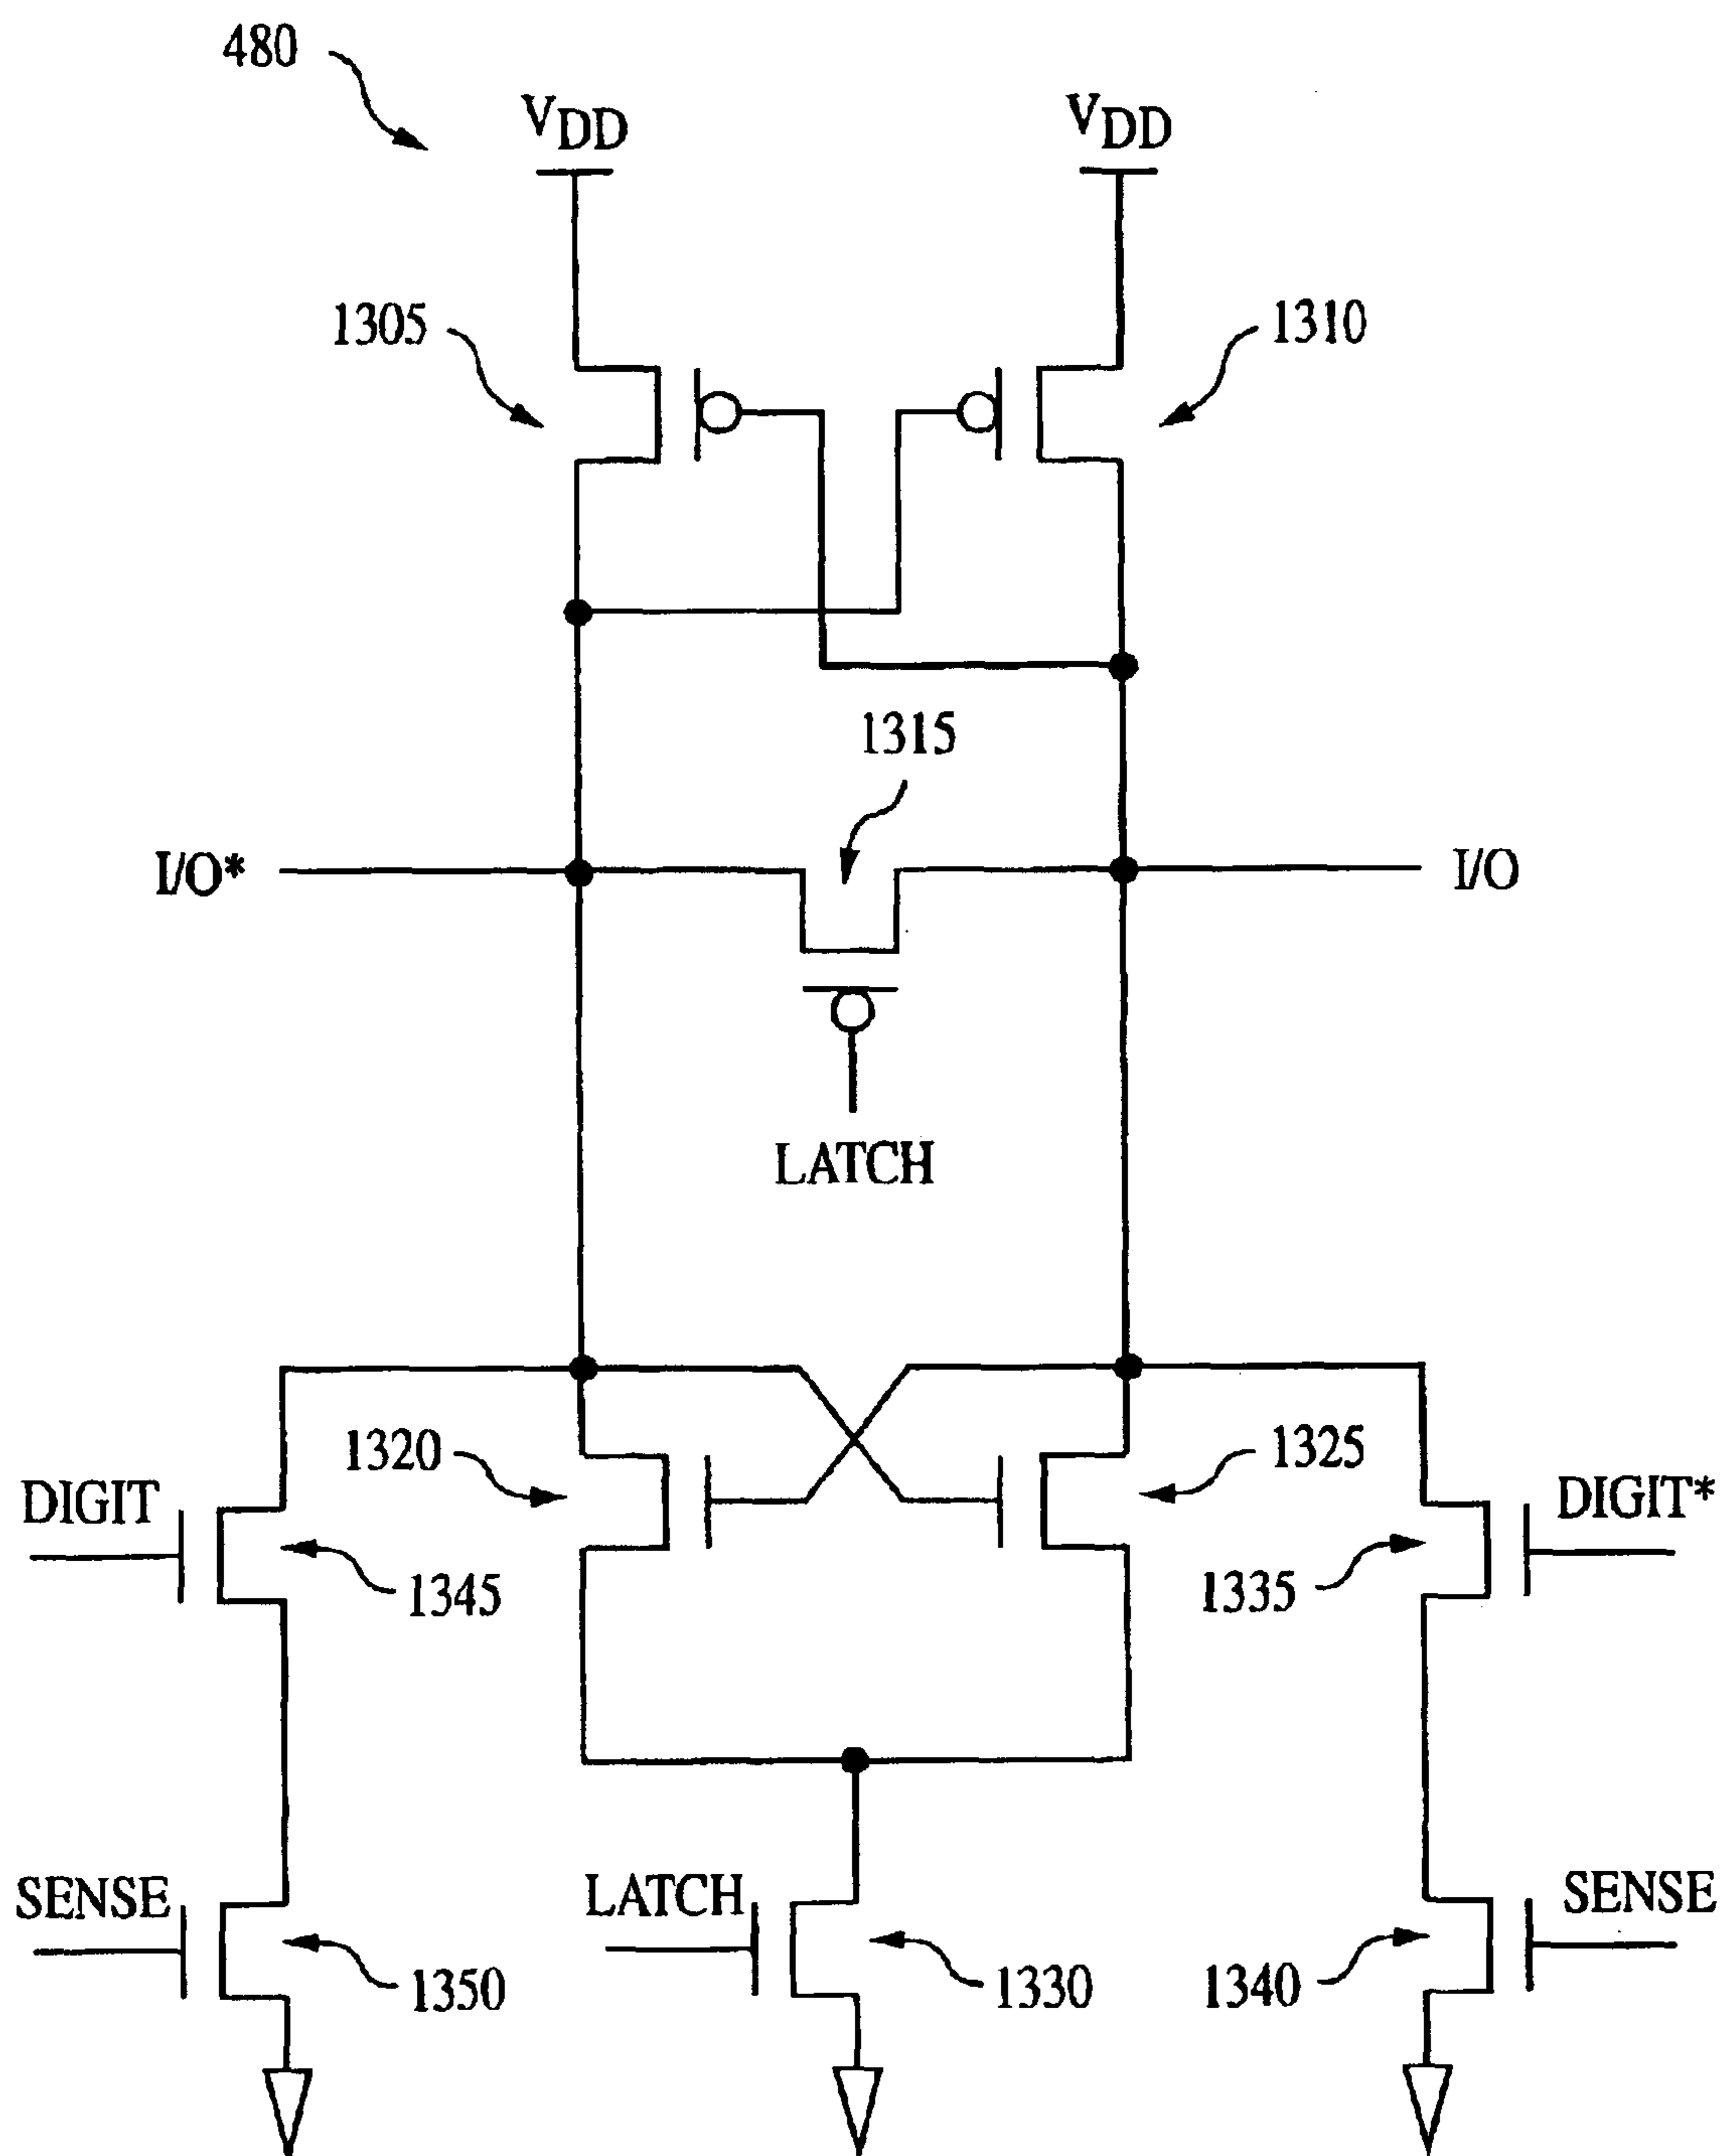 480
VDD
VDD
1305
1310
1315
I/O*
I/O
LATCH
1320
1325
DIGIT
DIGIT*
1345
1335
SENSE
LATCH
SENSE
1350
1330
1340